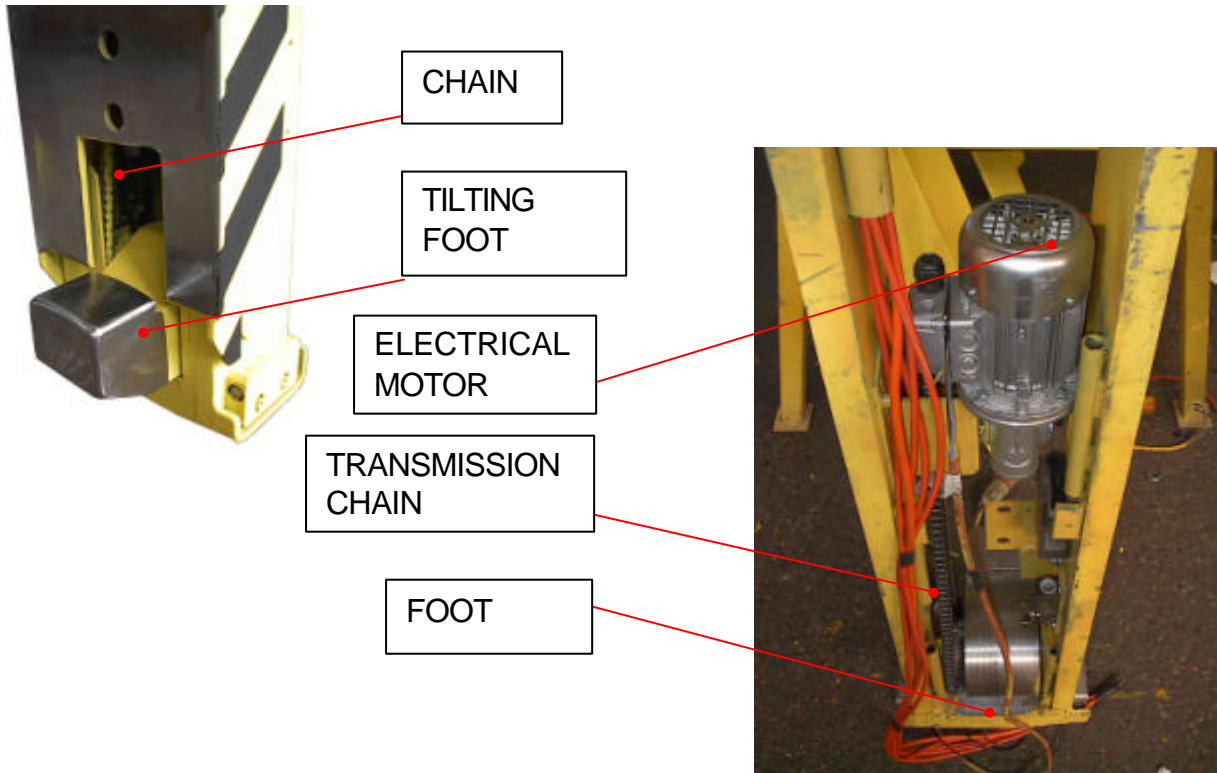 CHAIN
TILTING
FOOT
ELECTRICAL
MOTOR
TRANSMISSION
CHAIN
FOOT